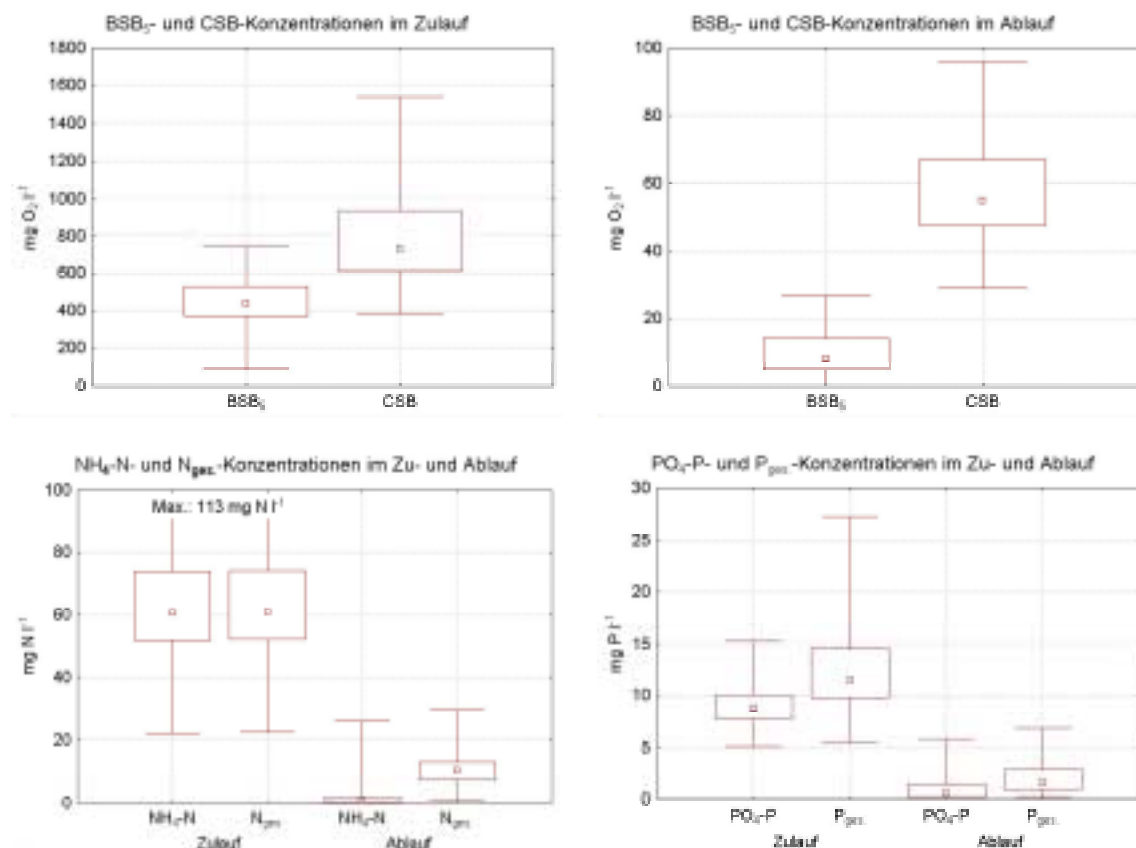 BSB₅- und CSB-Konzentrationen im Zulauf
1800
1600
1400
1200
1000
800
600
400
200
0
mg O₂ l⁻¹
BSB₅
CSB
BSB₅- und CSB-Konzentrationen im Ablauf
100
80
60
40
20
0
mg O₂ l⁻¹
BSB₅
CSB
NH₄-N- und Nges.-Konzentrationen im Zu- und Ablauf
Max.: 113 mg N l⁻¹
100
80
60
40
20
0
mg N l⁻¹
NH₄-N
Nges.
NH₄-N
Nges.
Zulauf
Ablauf
PO₄-P- und Pges.-Konzentrationen im Zu- und Ablauf
30
25
20
15
10
5
0
mg P l⁻¹
PO₄-P
Pges.
PO₄-P
Pges.
Zulauf
Ablauf